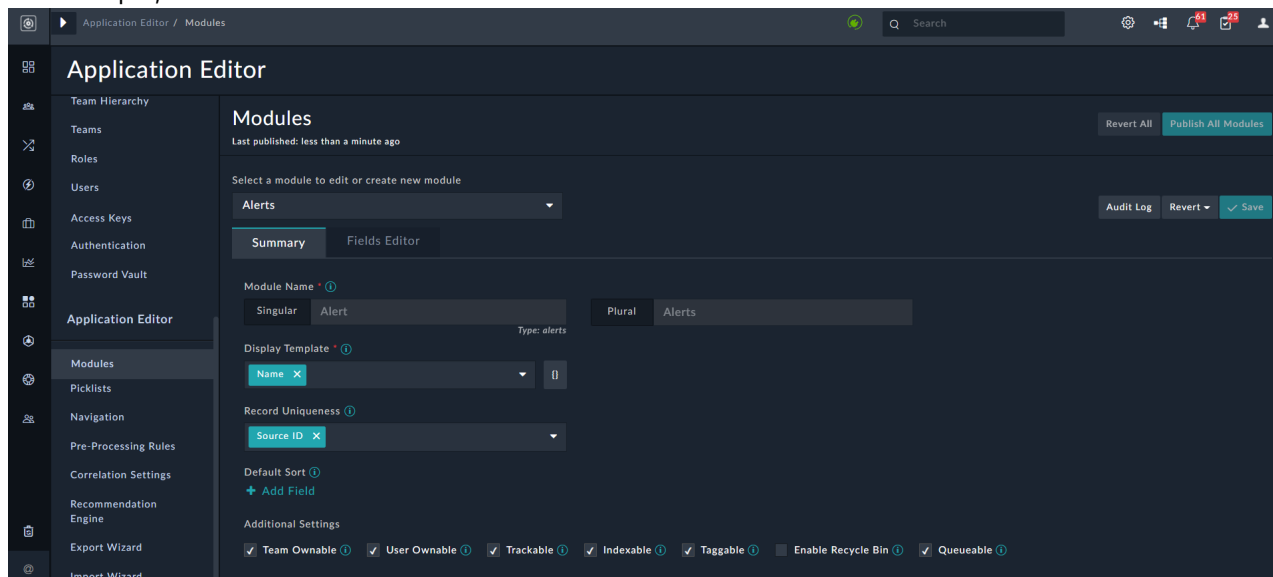 Application Editor / Modules
Search
61
25
Application Editor
Team Hierarchy
Teams
Roles
Users
Access Keys
Authentication
Password Vault
Application Editor
Modules
Picklists
Navigation
Pre-Processing Rules
Correlation Settings
Recommendation
Engine
Export Wizard
Import Wizard
Modules
Last published: less than a minute ago
Revert All
Publish All Modules
Select a module to edit or create new module
Alerts
Audit Log
Revert
Save
Summary
Fields Editor
Module Name *
Singular Alert
Plural Alerts
Type: alerts
Display Template *
Name X
{}
Record Uniqueness
Source ID X
Default Sort
+ Add Field
Additional Settings
Team Ownable
User Ownable
Trackable
Indexable
Taggable
Enable Recycle Bin
Queueable
@